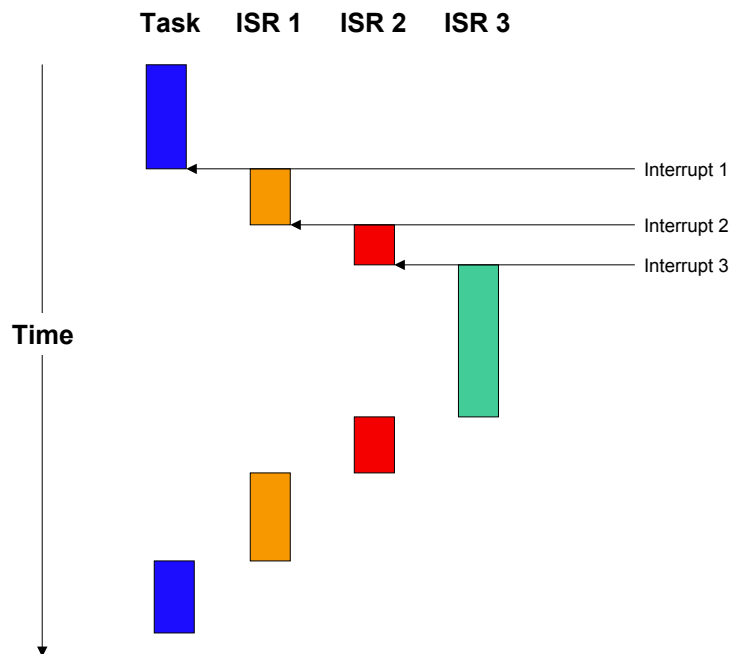 Task ISR 1 ISR 2 ISR 3
Interrupt 1
Interrupt 2
Interrupt 3
Time